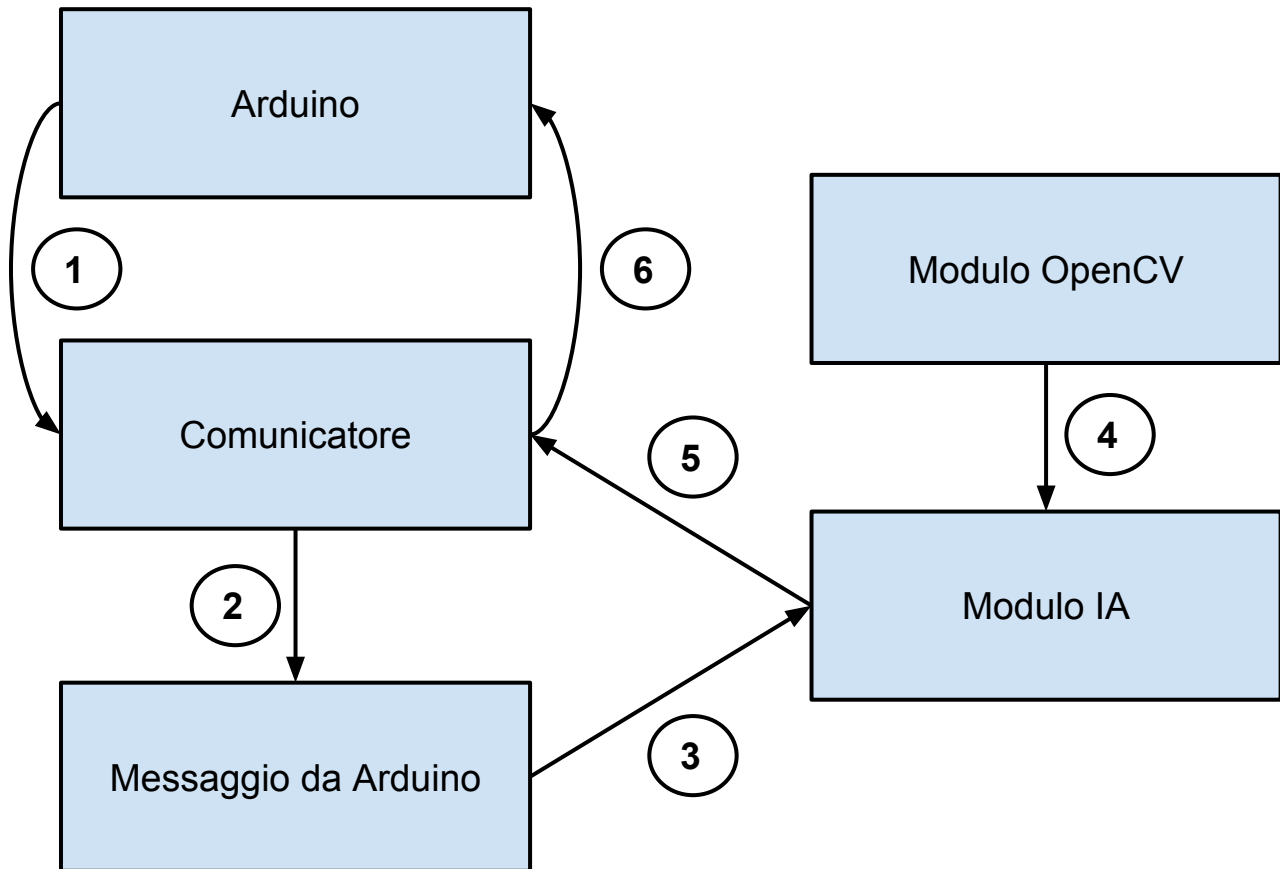 Arduino
1
6
Modulo OpenCV
Comunicatore
5
4
2
Modulo IA
Messaggio da Arduino
3